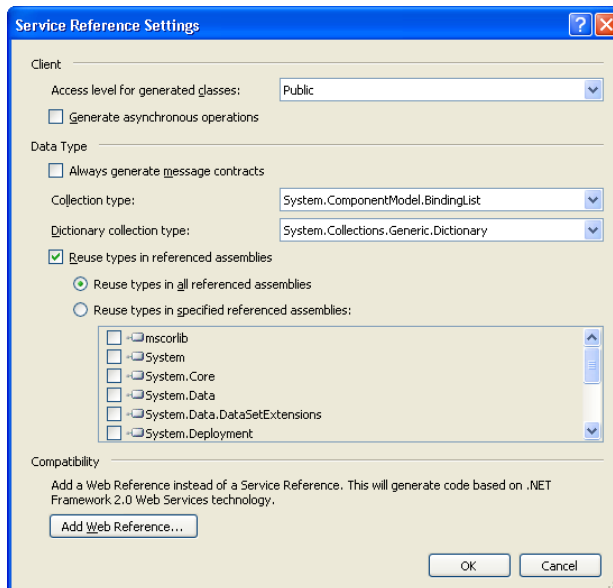 Service Reference Settings
Client
Access level for generated classes:
Public
Generate asynchronous operations
Data Type
Always generate message contracts
Collection type:
System.ComponentModel.BindingList
Dictionary collection type:
System.Collections.Generic.Dictionary
Reuse types in referenced assemblies
Reuse types in all referenced assemblies
Reuse types in specified referenced assemblies:
mscorlib
System
System.Core
System.Data
System.Data.DataSetExtensions
System.Deployment
Compatibility
Add a Web Reference instead of a Service Reference. This will generate code based on .NET
Framework 2.0 Web Services technology.
Add Web Reference...
OK
Cancel